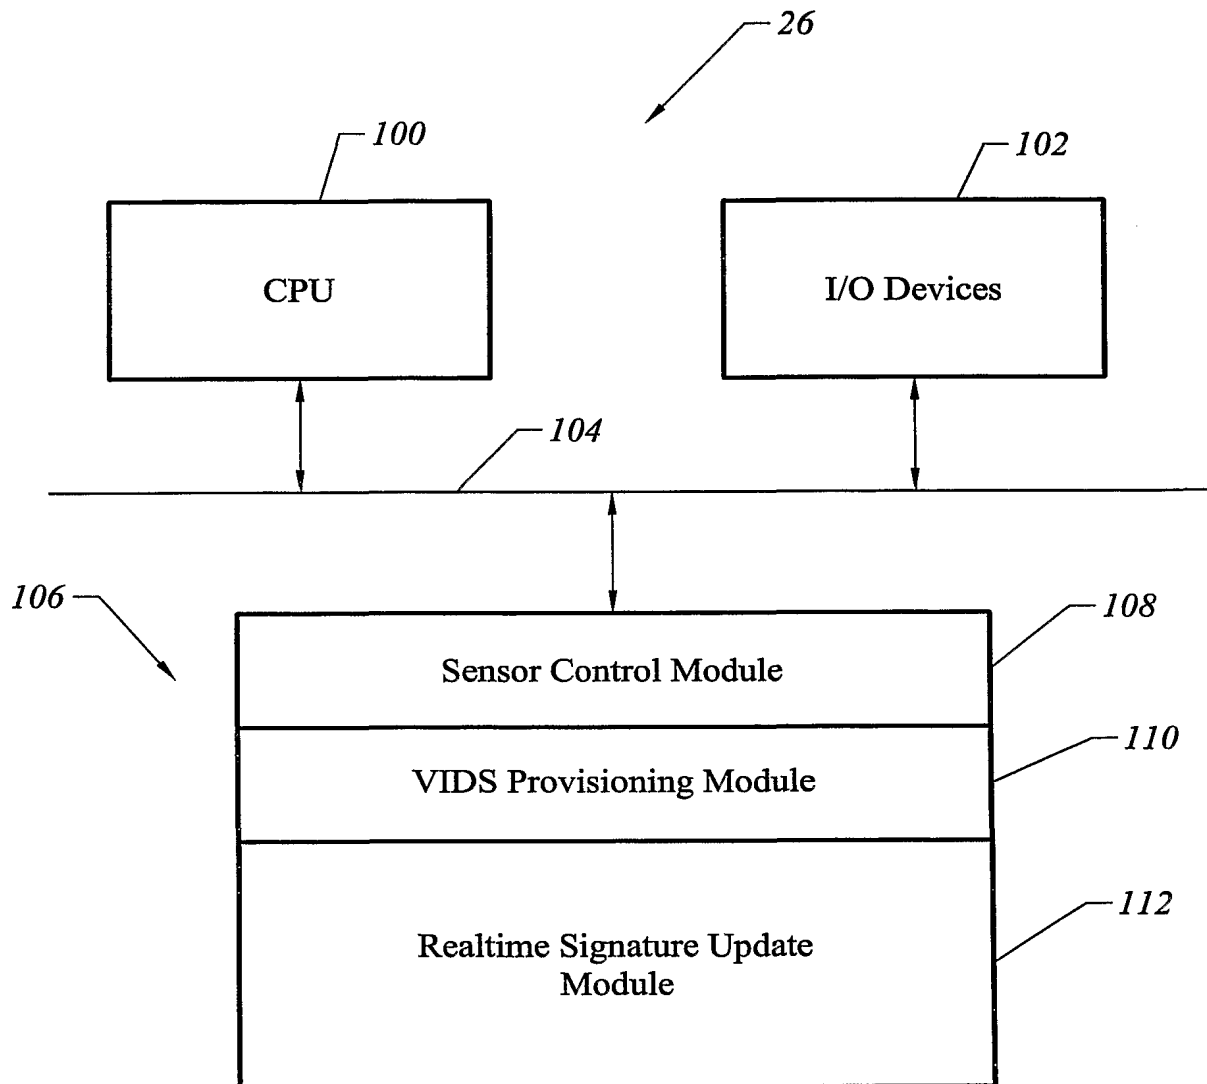 26
100
102
CPU
I/O Devices
104
106
108
Sensor Control Module
110
VIDS Provisioning Module
112
Realtime Signature Update
Module